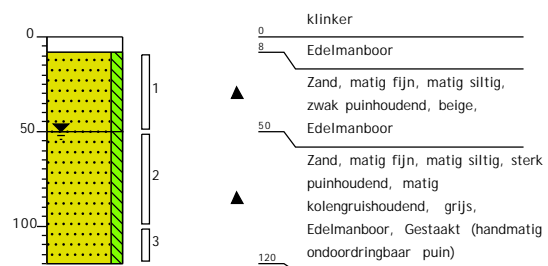 0
50
100
1
2
3
0
klinker
8
Edelmanboor
Zand, matig fijn, matig siltig,
zwak puinhoudend, beige,
50
Edelmanboor
Zand, matig fijn, matig siltig, sterk
puinhoudend, matig
kolengruishoudend, grijs,
Edelmanboor, Gestaakt (handmatig
ondoordringbaar puin)
120